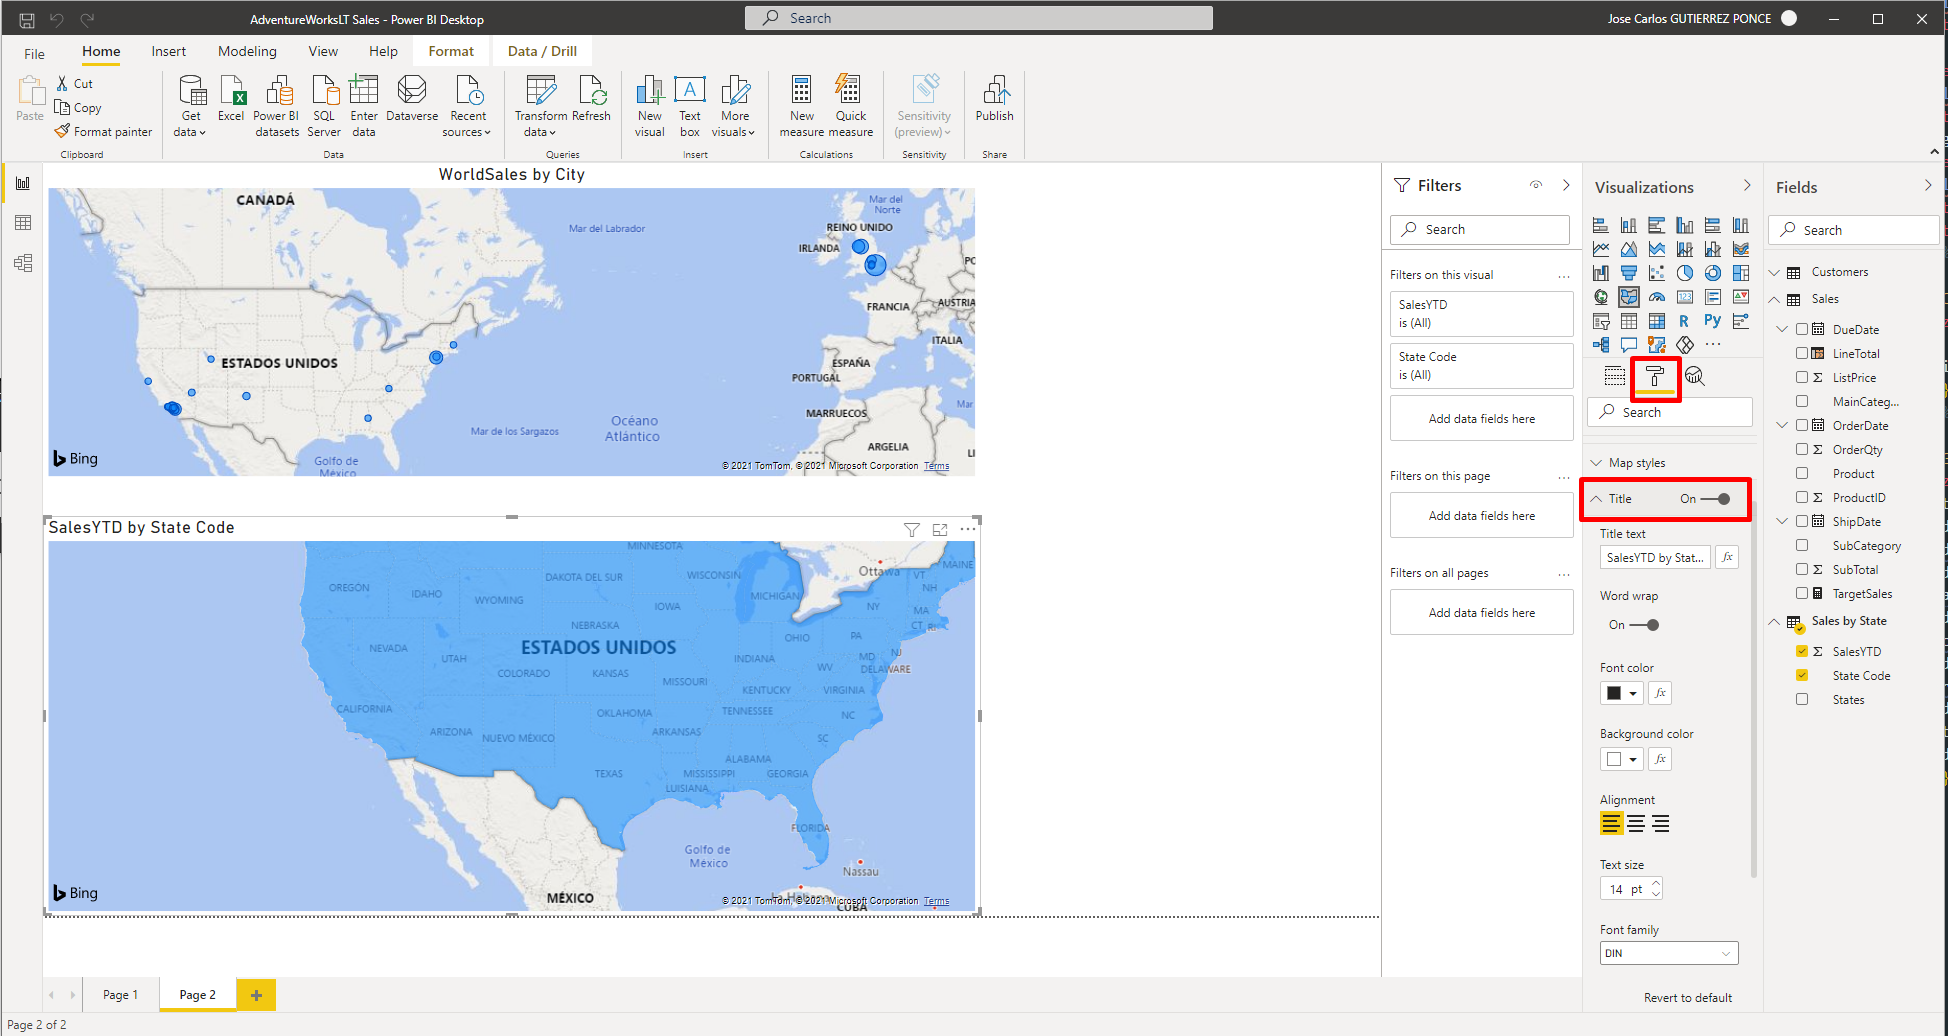 AdventureWorksLT Sales - Power BI Desktop
Search
Jose Carlos GUTIERREZ PONCE
File
Home
Insert
Modeling
View
Help
Format
Data / Drill
Paste
Cut
Copy
Format painter
Clipboard
Get
data
Excel
Power BI
datasets
SQL
Server
Enter
data
Dataverse
Recent
sources
Data
Transform
data
Refresh
Queries
New
visual
A
Text
box
More
visuals
Insert
New
measure
Quick
measure
Calculations
Sensitivity
(preview)
Sensitivity
Publish
Share
WorldSales by City
CANADÁ
Mar del Labrador
Mar del
Norte
REINO UNIDO
IRLANDA
PO
FRANCIA
AUSTRIA
ITALIA
ESTADOS UNIDOS
ESPAÑA
PORTUGAL
Océano
Atlántico
Mar de los Sargazos
MARRUECOS
Mar
ARGELIA
LI
Golfo de
México
Bing
© 2021 TomTom, © 2021 Microsoft Corporation Terms
SalesYTD by State Code
MINNESOTA
Ottawa
MAINE
OREGON
IDAHO
WYOMING
DAKOTA DEL SUR
WISCONSIN
MICHIGAN
VT
NH
NY
MA
CT
RI
IOWA
NEBRASKA
ESTADOS UNIDOS
OHIO
PA
NJ
NEVADA
UTAH
COLORADO
KANSAS
MISSOURI
INDIANA
WV
MD
DELAWARE
KENTUCKY
VIRGINIA
CALIFORNIA
ARIZONA
NUEVO MÉXICO
OKLAHOMA
ARKANSAS
TENNESSEE
NC
SC
TEXAS
MISSISSIPPI
ALABAMA
GEORGIA
LUISIANA
FLORIDA
Golfo de
México
Nassau
La Habana
MÉXICO
CUBA
Bing
© 2021 TomTom, © 2021 Microsoft Corporation Terms
Page 1
Page 2
+
Page 2 of 2
Filters
Search
Filters on this visual
...
SalesYTD
is (All)
State Code
is (All)
Add data fields here
Filters on this page
...
Add data fields here
Filters on all pages
...
Add data fields here
Visualizations
123
R
Py
...
Search
Map styles
Title
On
Title text
SalesYTD by Stat...
fx
Word wrap
On
Font color
fx
Background color
fx
Alignment
Text size
14 pt
Font family
DIN
Revert to default
Fields
Search
Customers
Sales
DueDate
LineTotal
Σ ListPrice
MainCateg...
OrderDate
Σ OrderQty
Product
Σ ProductID
ShipDate
SubCategory
Σ SubTotal
TargetSales
Sales by State
Σ SalesYTD
State Code
States